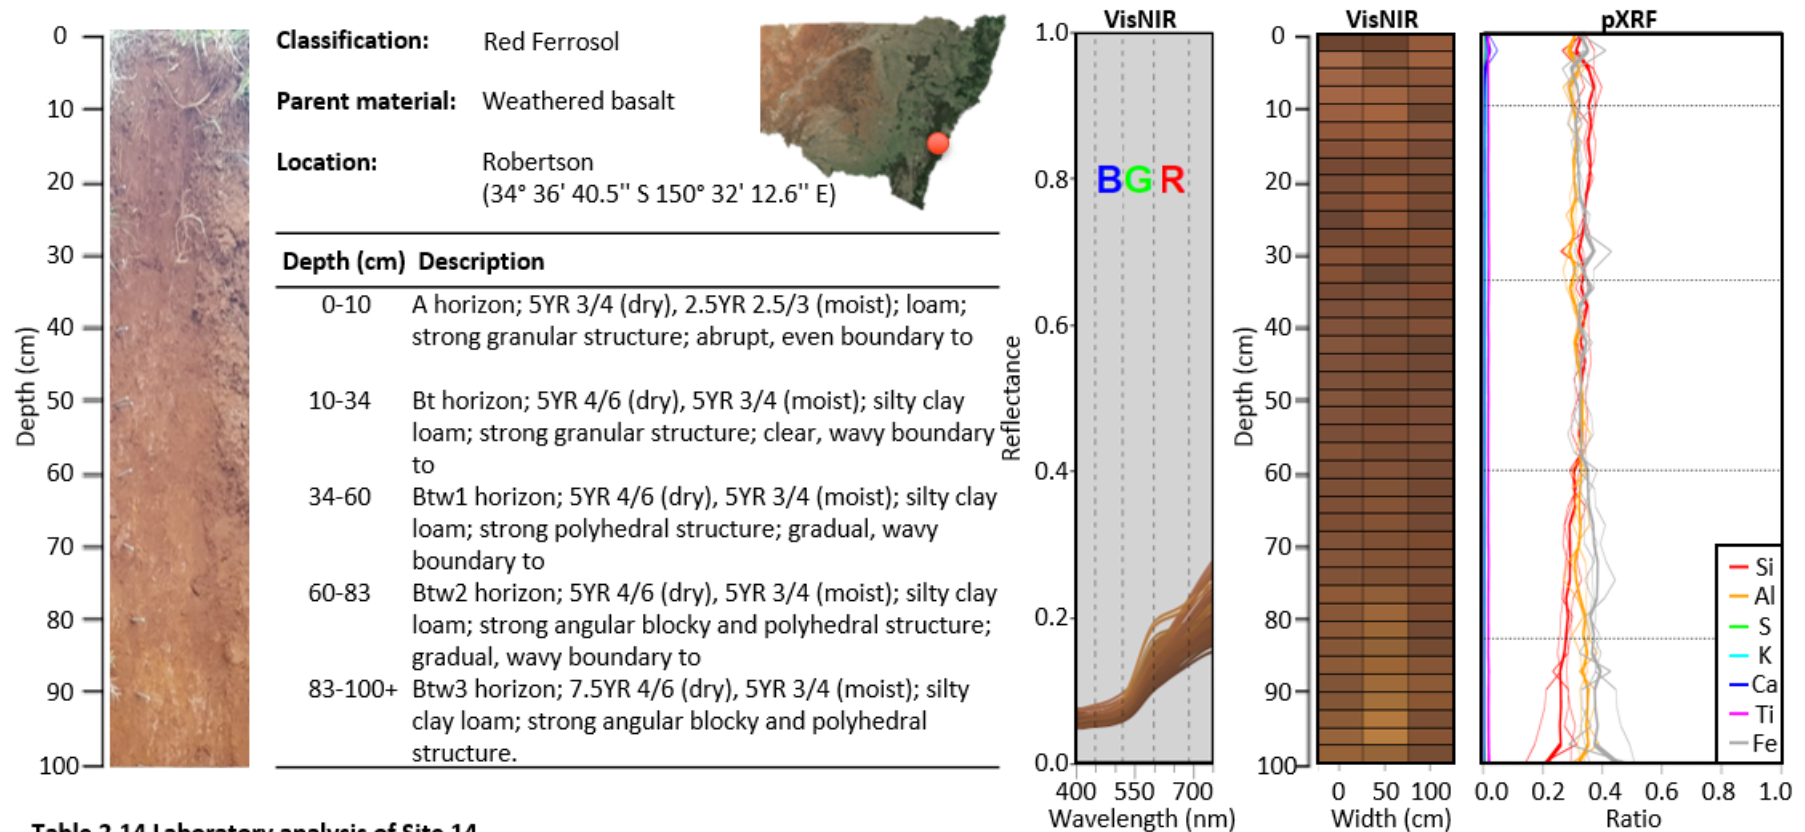 Classification: Red Ferrosol
Parent material: Weathered basalt
Location: Robertson
(34° 36' 40.5'' S 150° 32' 12.6'' E)
Depth (cm) Description
0-10 A horizon; 5YR 3/4 (dry), 2.5YR 2.5/3 (moist); loam;
strong granular structure; abrupt, even boundary to
10-34 Bt horizon; 5YR 4/6 (dry), 5YR 3/4 (moist); silty clay
loam; strong granular structure; clear, wavy boundary
to
34-60 Btw1 horizon; 5YR 4/6 (dry), 5YR 3/4 (moist); silty clay
loam; strong polyhedral structure; gradual, wavy
boundary to
60-83 Btw2 horizon; 5YR 4/6 (dry), 5YR 3/4 (moist); silty clay
loam; strong angular blocky and polyhedral structure;
gradual, wavy boundary to
83-100+ Btw3 horizon; 7.5YR 4/6 (dry), 5YR 3/4 (moist); silty
clay loam; strong angular blocky and polyhedral
structure.
Depth (cm)
0
10
20
30
40
50
60
70
80
90
100
VisNIR
Reflectance
1.0
0.8
0.6
0.4
0.2
0.0
B G R
400 550 700
Wavelength (nm)
VisNIR
Depth (cm)
0
10
20
30
40
50
60
70
80
90
100
0 50 100
Width (cm)
pXRF
Si
Al
S
K
Ca
Ti
Fe
0.0 0.2 0.4 0.6 0.8 1.0
Ratio
Table 2.14 Laboratory analysis of Site 14